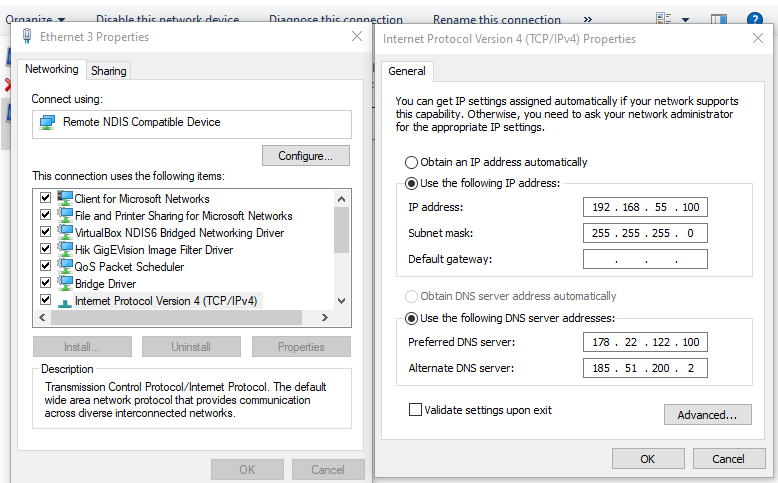 Organize
Disable this network device
Diagnose this connection
Rename this connection
»
?
Ethernet 3 Properties
Networking
Sharing
Connect using:
Remote NDIS Compatible Device
Configure...
This connection uses the following items:
Client for Microsoft Networks
File and Printer Sharing for Microsoft Networks
VirtualBox NDIS6 Bridged Networking Driver
Hik GigEVision Image Filter Driver
QoS Packet Scheduler
Bridge Driver
Internet Protocol Version 4 (TCP/IPv4)
Install...
Uninstall
Properties
Description
Transmission Control Protocol/Internet Protocol. The default
wide area network protocol that provides communication
across diverse interconnected networks.
OK
Cancel
Internet Protocol Version 4 (TCP/IPv4) Properties
General
You can get IP settings assigned automatically if your network supports
this capability. Otherwise, you need to ask your network administrator
for the appropriate IP settings.
Obtain an IP address automatically
Use the following IP address:
IP address:
192 . 168 . 55 . 100
Subnet mask:
255 . 255 . 255 . 0
Default gateway:
. . .
Obtain DNS server address automatically
Use the following DNS server addresses:
Preferred DNS server:
178 . 22 . 122 . 100
Alternate DNS server:
185 . 51 . 200 . 2
Validate settings upon exit
Advanced...
OK
Cancel